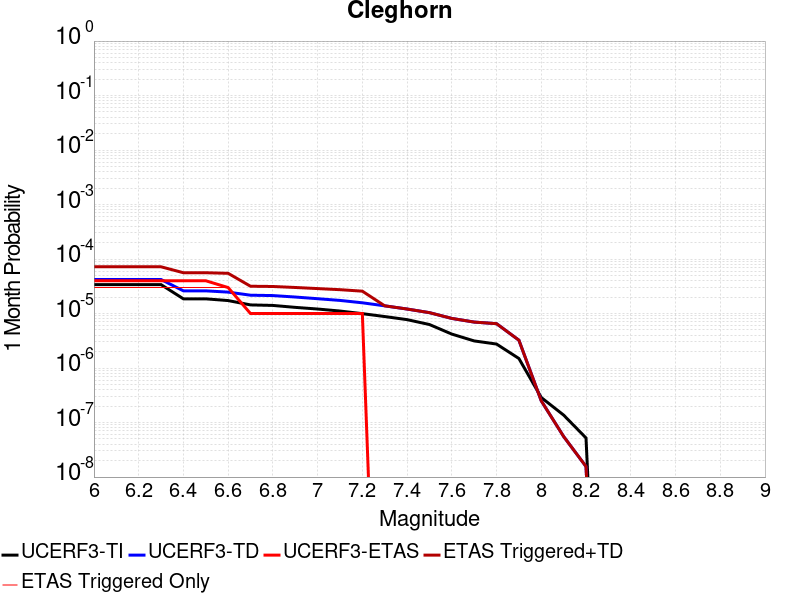 Cleghorn
10^0
10^-1
10^-2
10^-3
10^-4
10^-5
10^-6
10^-7
10^-8
1 Month Probability
6 6.2 6.4 6.6 6.8 7 7.2 7.4 7.6 7.8 8 8.2 8.4 8.6 8.8 9
Magnitude
UCERF3-TI UCERF3-TD UCERF3-ETAS ETAS Triggered+TD
ETAS Triggered Only